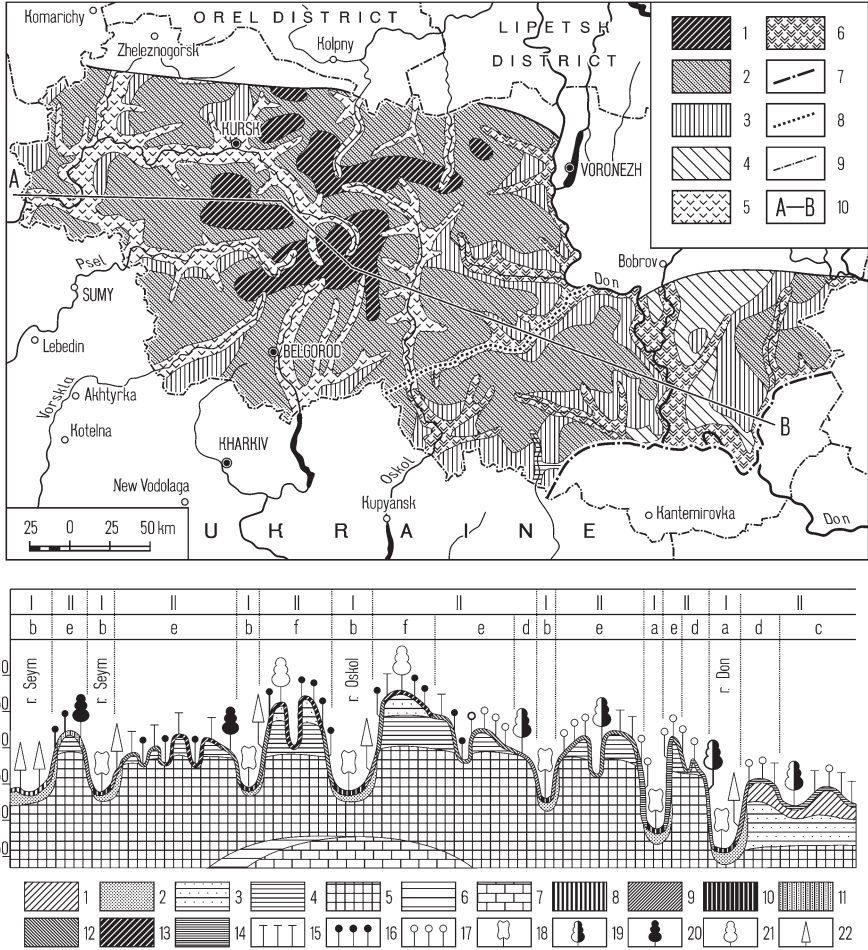 Komarichy
OREL DISTRICT
LIPETSH
DISTRICT
Zheleznogorsk
Kolpny
KURSK
VORONEZH
A
Psel
SUMY
Lebedin
Vorskla
Akhtyrka
Kotelna
BELGOROD
KHARKIV
New Vodolaga
Oskol
Kupyansk
Bobrov
Don
B
Kantemirovka
Don
UKRAINE
25 0 25 50 km
1 6
2 7
3 8
4 9
5 A—B 10
I II I II I II I II I II I II I II
b e b e b f b f e d b e a e d a d c
r. Seym r. Seym r. Oskol r. Don
1 2 3 4 5 6 7 8 9 10 11
12 13 14 15 16 17 18 19 20 21 22